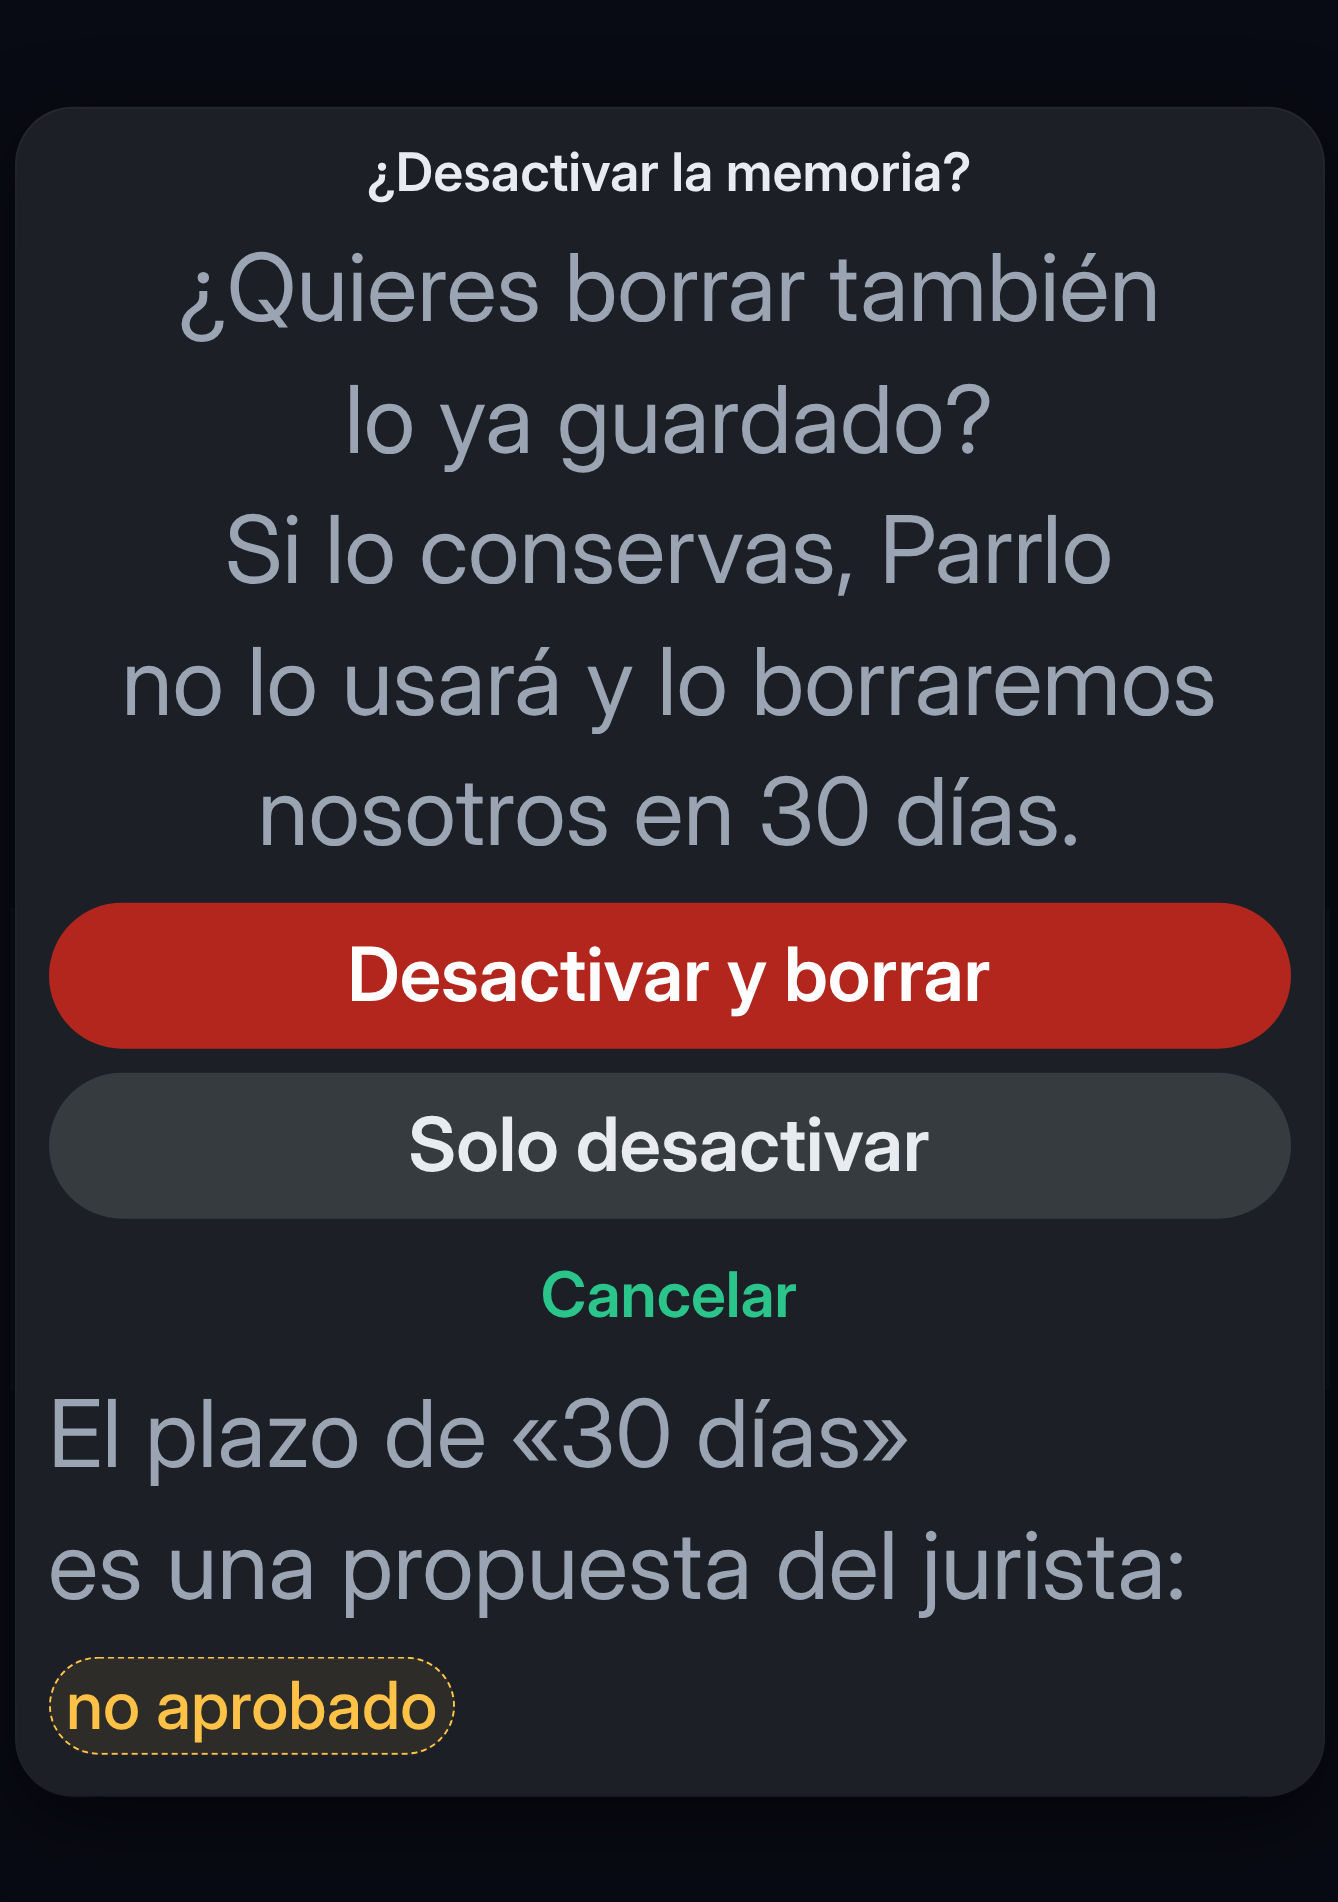 ¿Desactivar la memoria?
¿Quieres borrar también
lo ya guardado?
Si lo conservas, Parrlo
no lo usará y lo borraremos
nosotros en 30 días.
Desactivar y borrar
Solo desactivar
Cancelar
El plazo de «30 días»
es una propuesta del jurista:
no aprobado